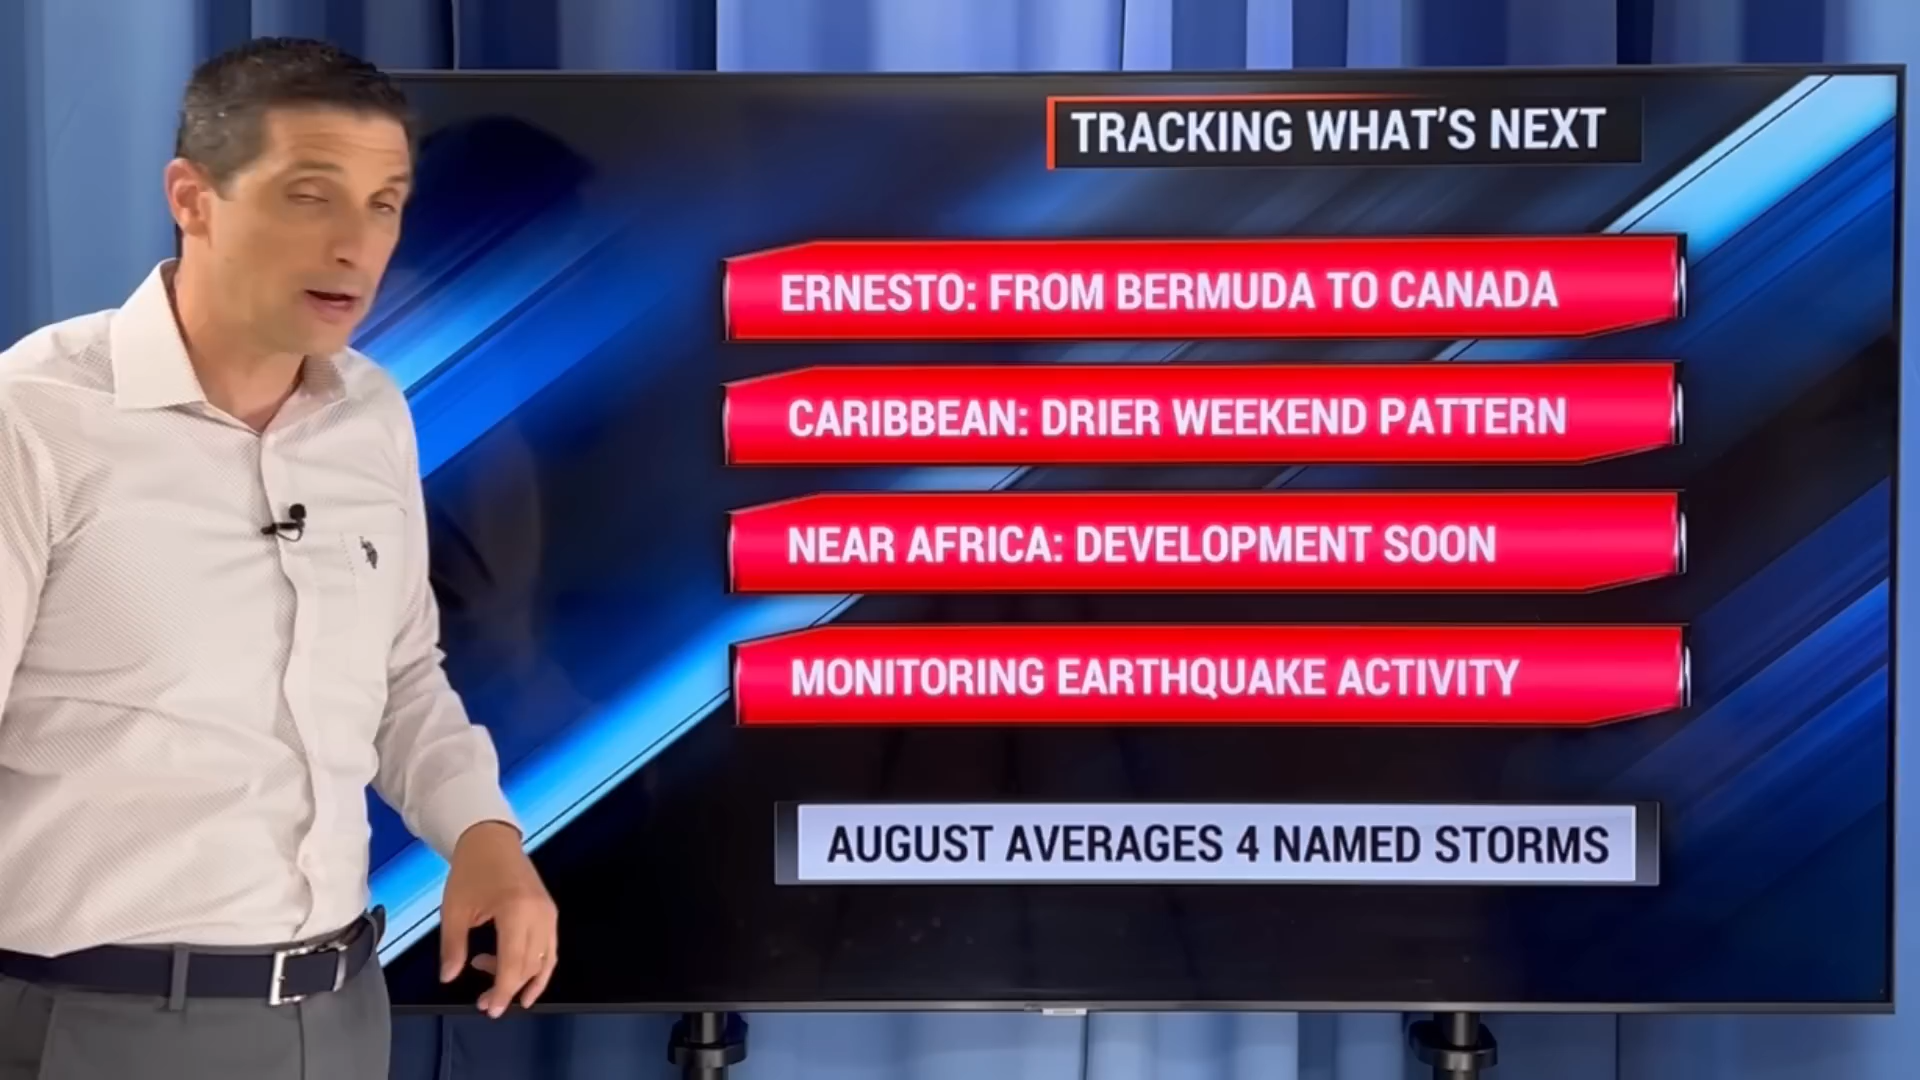 TRACKING WHAT'S NEXT
ERNESTO: FROM BERMUDA TO CANADA
CARIBBEAN: DRIER WEEKEND PATTERN
NEAR AFRICA: DEVELOPMENT SOON
MONITORING EARTHQUAKE ACTIVITY
AUGUST AVERAGES 4 NAMED STORMS